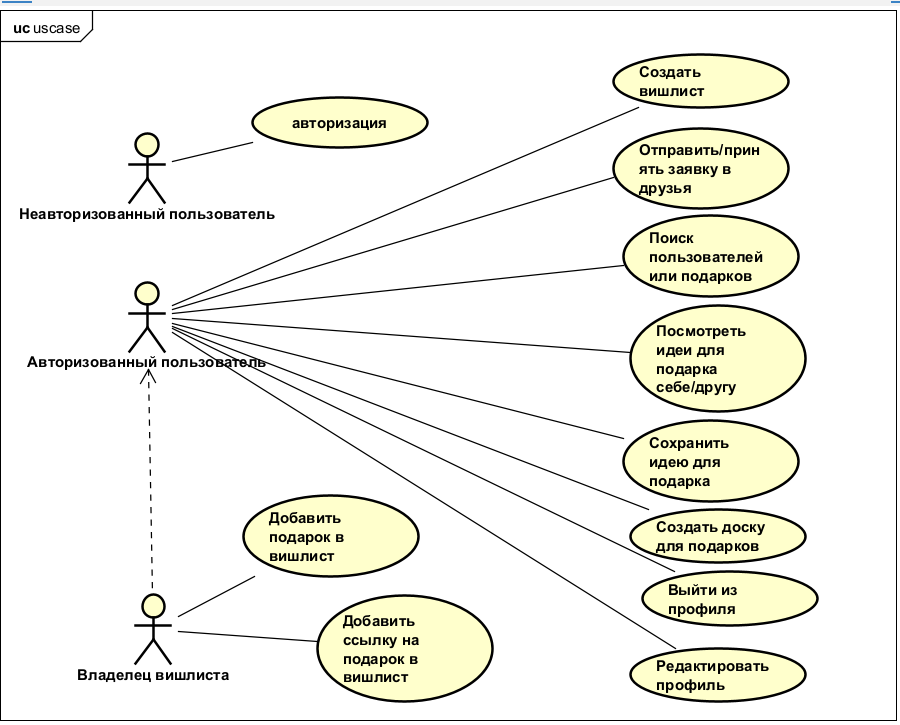 uc uscase
авторизация
Неавторизованный пользователь
Авторизованный пользователь
Создать
вишлист
Отправить/прин
ять заявку в
друзья
Поиск
пользователей
или подарков
Посмотреть
идеи для
подарка
себе/другу
Сохранить
идею для
подарка
Создать доску
для подарков
Выйти из
профиля
Редактировать
профиль
Добавить
подарок в
вишлист
Добавить
ссылку на
подарок в
вишлист
Владелец вишлиста